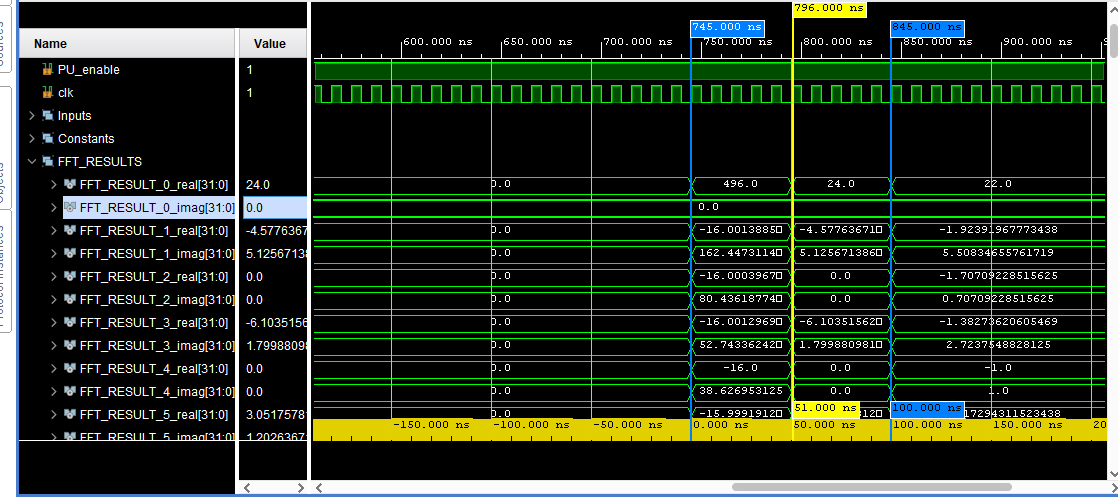 796.000 ns
745.000 ns 845.000 ns
Name Value 600.000 ns 650.000 ns 700.000 ns 750.000 ns 800.000 ns 850.000 ns 900.000 ns
PU_enable 1
clk 1
Inputs
Constants
FFT_RESULTS
FFT_RESULT_0_real[31:0] 24.0 0.0 496.0 24.0 22.0
FFT_RESULT_0_imag[31:0] 0.0 0.0
FFT_RESULT_1_real[31:0] -4.5776367 0.0 -16.0013885 -4.57763671 -1.92391967773438
FFT_RESULT_1_imag[31:0] 5.1256713 0.0 162.4473114 5.125671386 5.50834655761719
FFT_RESULT_2_real[31:0] 0.0 0.0 -16.0003967 0.0 -1.70709228515625
FFT_RESULT_2_imag[31:0] 0.0 0.0 80.43618774 0.0 0.70709228515625
FFT_RESULT_3_real[31:0] -6.1035156 0.0 -16.0012969 -6.10351562 -1.38273620605469
FFT_RESULT_3_imag[31:0] 1.7998809 0.0 52.74336242 1.799880981 2.7237548828125
FFT_RESULT_4_real[31:0] 0.0 0.0 -16.0 0.0 -1.0
FFT_RESULT_4_imag[31:0] 0.0 0.0 38.626953125 0.0 1.0
FFT_RESULT_5_real[31:0] 3.0517578 0.0 -15.9991912 51.000 ns 100.000 ns 17294311523438
FFT_RESULT_5_imag[31:0] 1.2026367 -150.000 ns -100.000 ns -50.000 ns 0.000 ns 50.000 ns 100.000 ns 150.000 ns